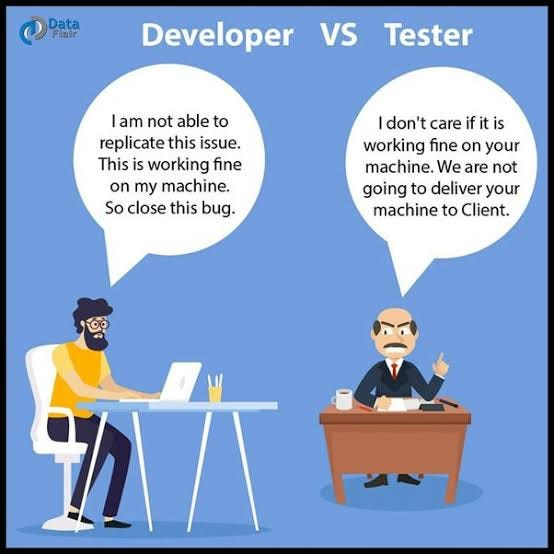 Data
Flair
Developer VS Tester
I am not able to
replicate this issue.
This is working fine
on my machine.
So close this bug.
I don't care if it is
working fine on your
machine. We are not
going to deliver your
machine to Client.